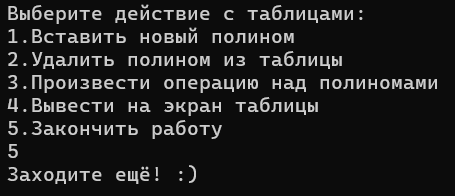 Выберите действие с таблицами:
1.Вставить новый полином
2.Удалить полином из таблицы
3.Произвести операцию над полиномами
4.Вывести на экран таблицы
5.Закончить работу
5
Заходите ещё! :)